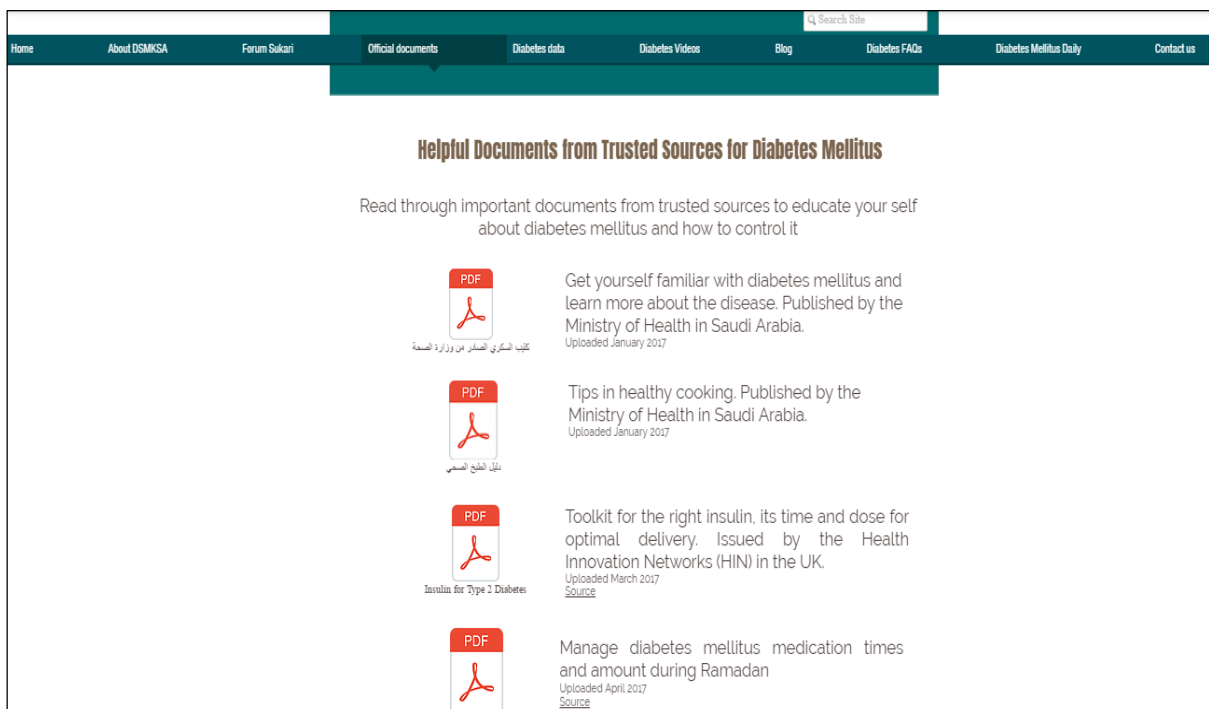 Search Site
Home About DSMKSA Forum Sukari Official documents Diabetes data Diabetes Videos Blog Diabetes FAQs Diabetes Mellitus Daily Contact us
Helpful Documents from Trusted Sources for Diabetes Mellitus
Read through important documents from trusted sources to educate your self
about diabetes mellitus and how to control it
PDF
كتيب السكري الصادر من وزارة الصحة
Get yourself familiar with diabetes mellitus and
learn more about the disease. Published by the
Ministry of Health in Saudi Arabia.
Uploaded January 2017
PDF
دليل الطبخ الصحي
Tips in healthy cooking. Published by the
Ministry of Health in Saudi Arabia.
Uploaded January 2017
PDF
Insulin for Type 2 Diabetes
Toolkit for the right insulin, its time and dose for
optimal delivery. Issued by the Health
Innovation Networks (HIN) in the UK.
Uploaded March 2017
Source
PDF
Manage diabetes mellitus medication times
and amount during Ramadan
Uploaded April 2017
Source